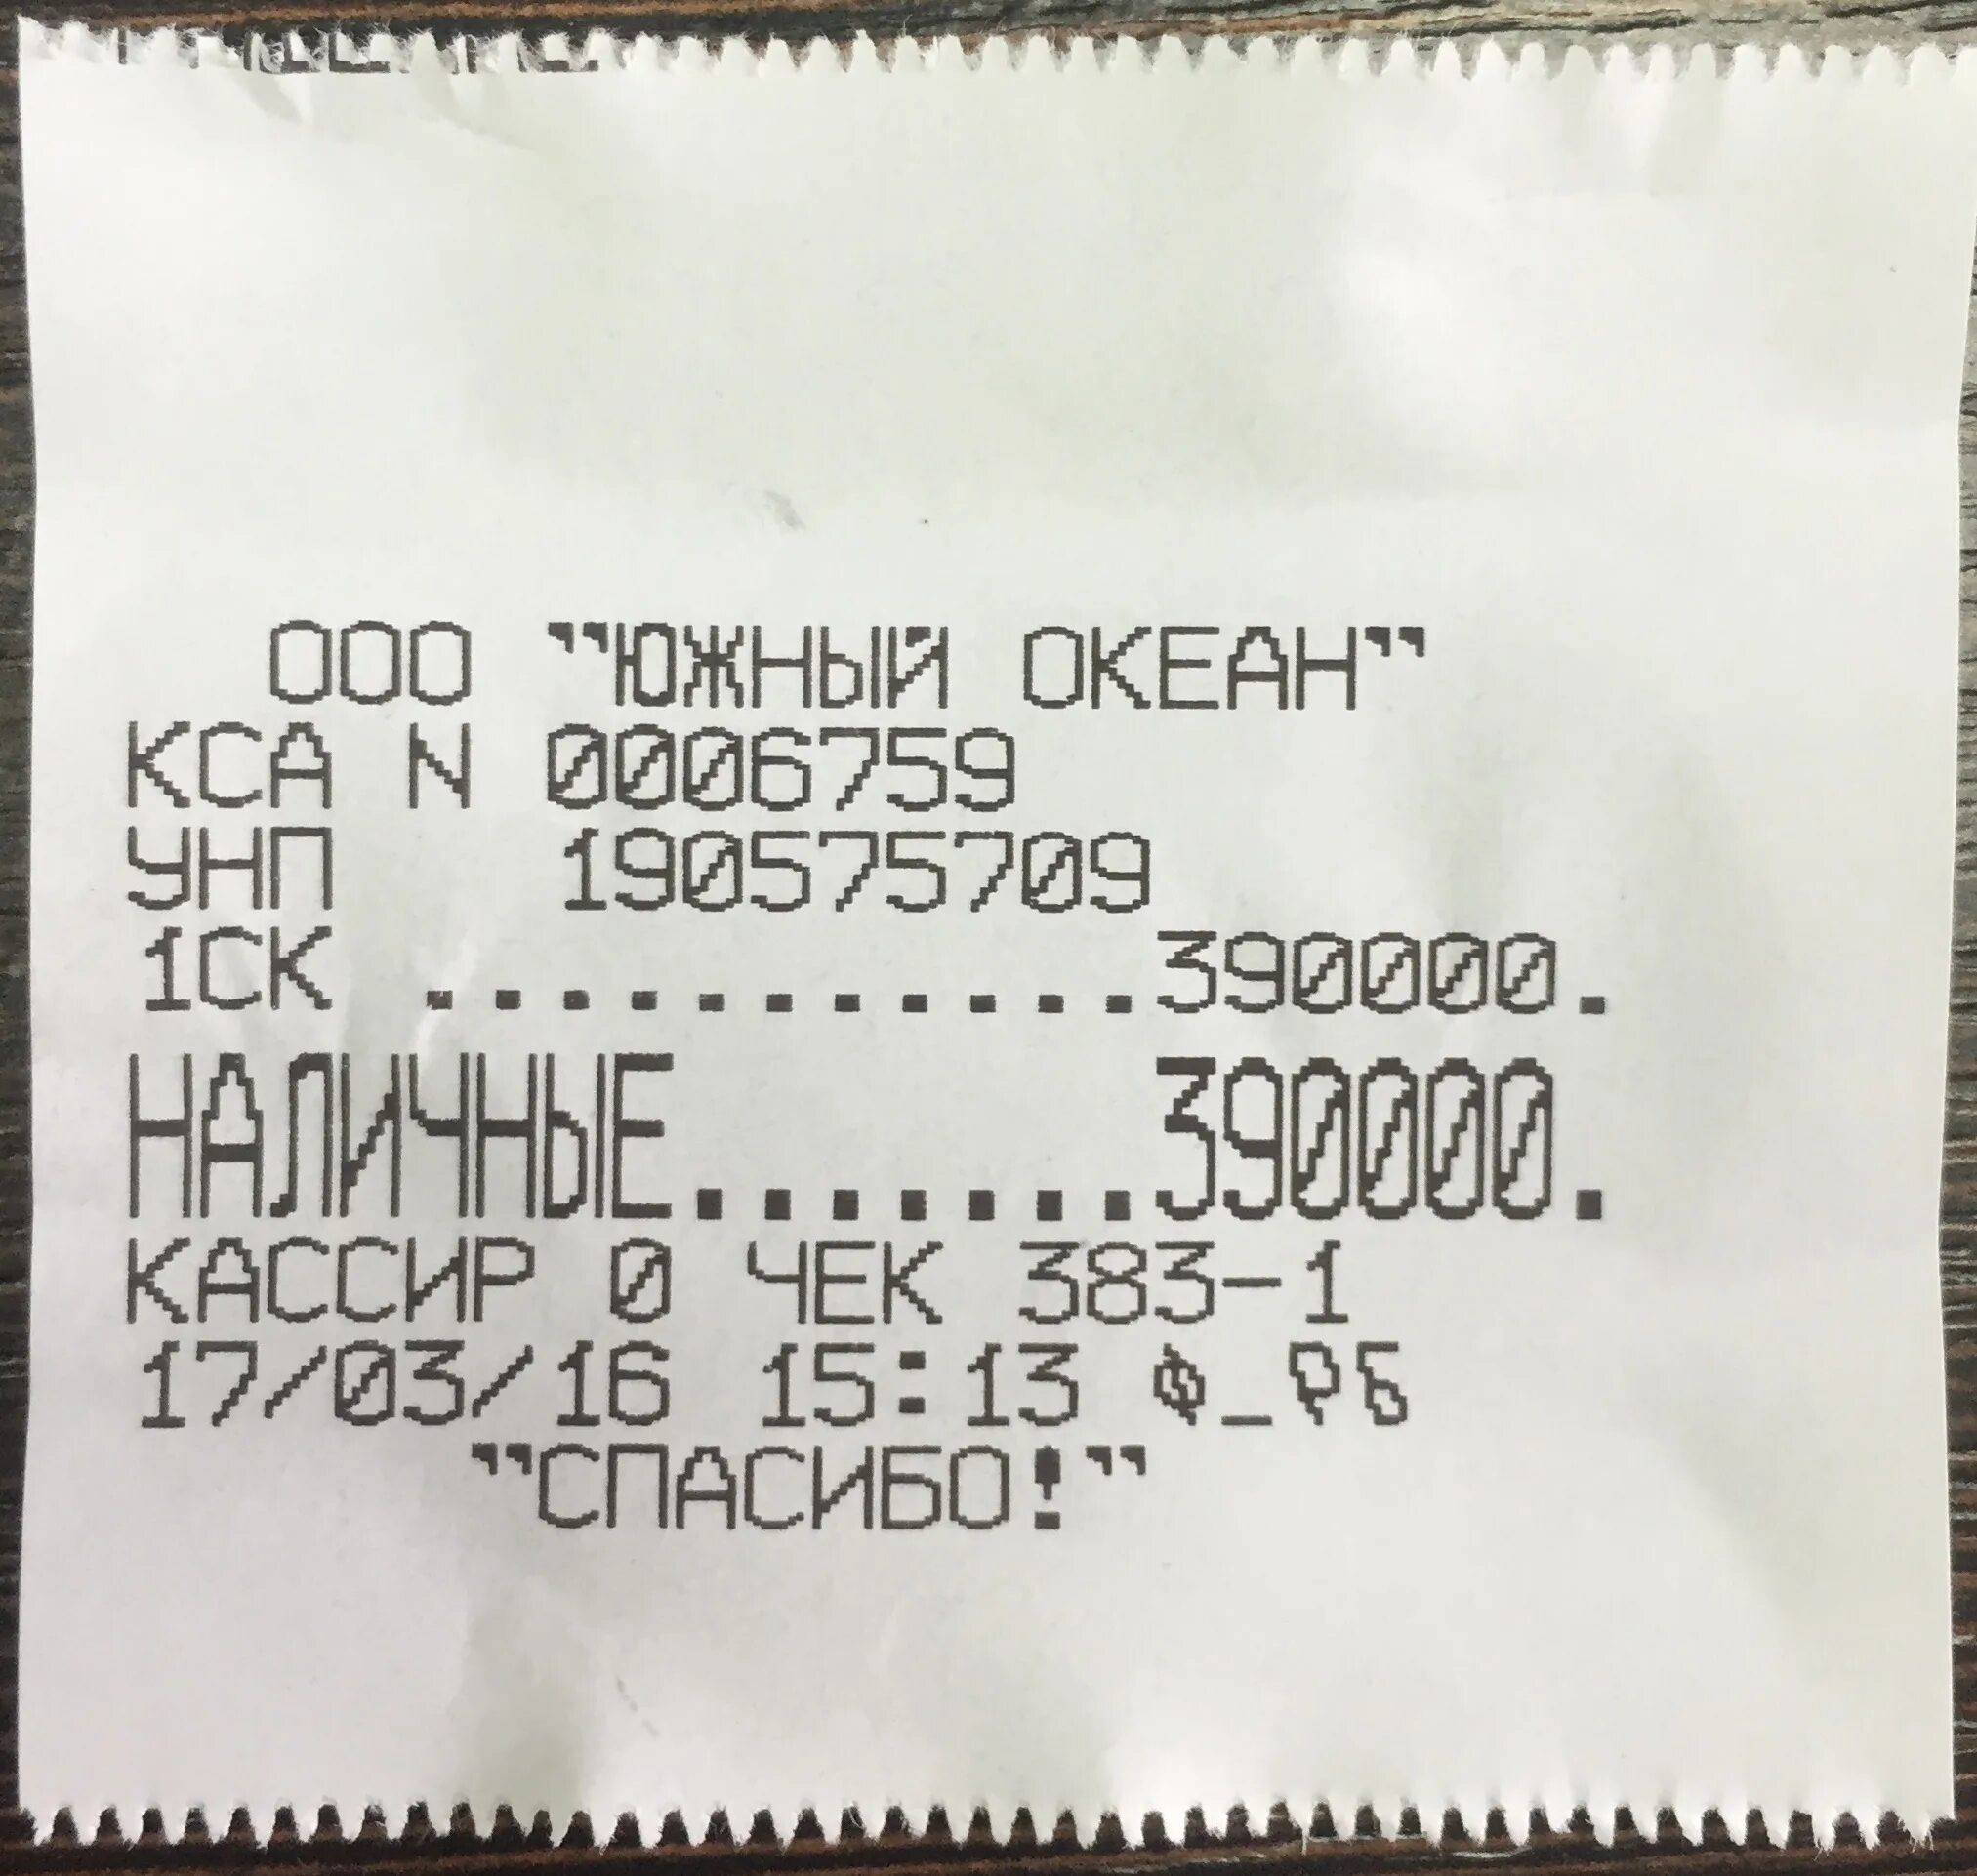 ООО "ЮЖНЫЙ ОКЕАН"
КСА N 0006759
УНП 190575709
1СК ...........390000.
НАЛИЧНЫЕ.......390000.
КАССИР 0 ЧЕК 383-1
17/03/16 15:13
"СПАСИБО!"